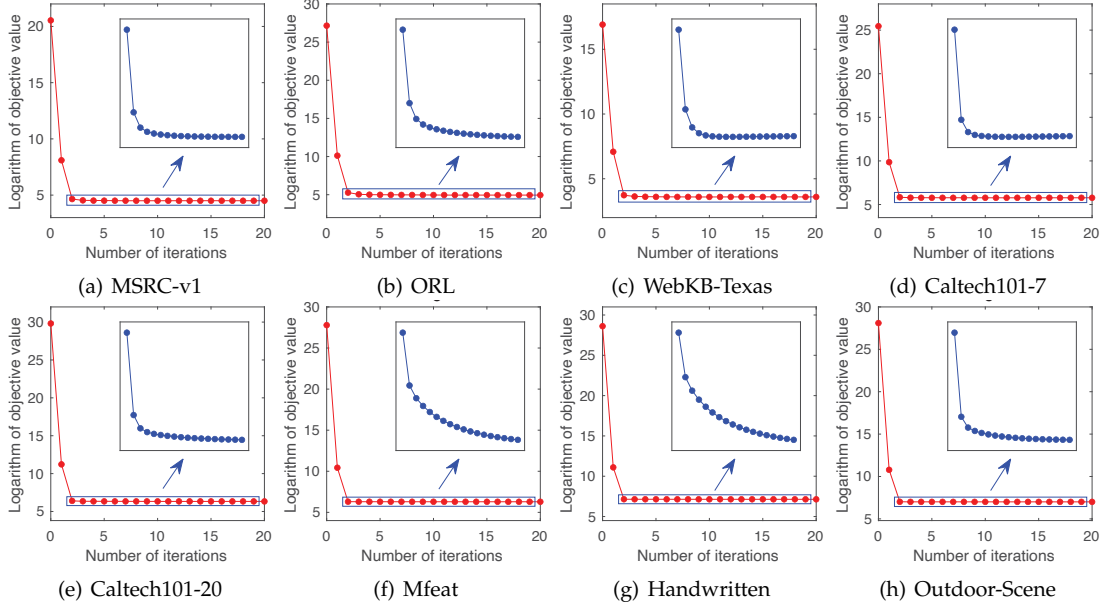 Logarithm of objective value
20
15
10
5
0 5 10 15 20
Number of iterations
(a) MSRC-v1
Logarithm of objective value
30
25
20
15
10
5
0 5 10 15 20
Number of iterations
(b) ORL
Logarithm of objective value
15
10
5
0 5 10 15 20
Number of iterations
(c) WebKB-Texas
Logarithm of objective value
25
20
15
10
5
0 5 10 15 20
Number of iterations
(d) Caltech101-7
Logarithm of objective value
30
25
20
15
10
5
0 5 10 15 20
Number of iterations
(e) Caltech101-20
Logarithm of objective value
30
25
20
15
10
5
0 5 10 15 20
Number of iterations
(f) Mfeat
Logarithm of objective value
30
25
20
15
10
5
0 5 10 15 20
Number of iterations
(g) Handwritten
Logarithm of objective value
30
25
20
15
10
5
0 5 10 15 20
Number of iterations
(h) Outdoor-Scene